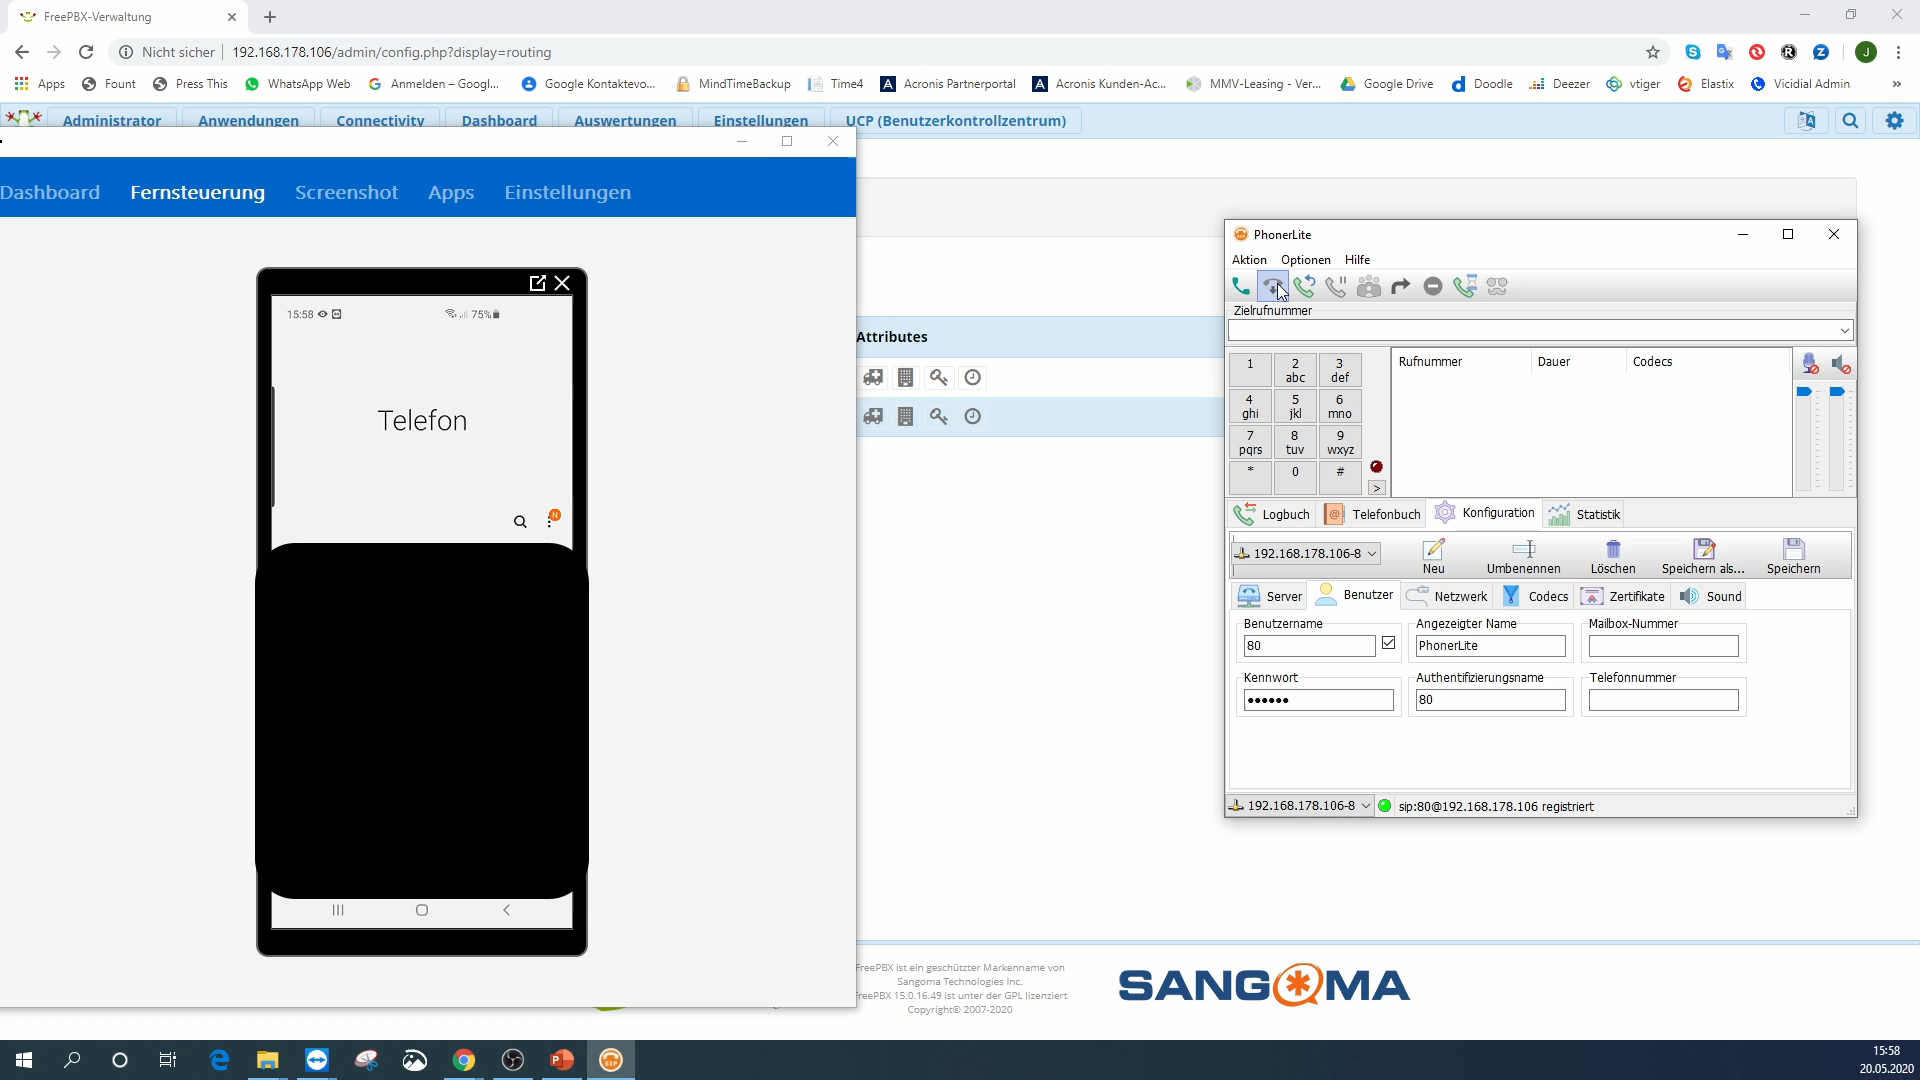 FreePBX-Verwaltung
Nicht sicher
192.168.178.106/admin/config.php?display=routing
J
Apps
Fount
Press This
WhatsApp Web
Anmelden – Googl...
Google Kontaktevo...
MindTimeBackup
Time4
Acronis Partnerportal
Acronis Kunden-Ac...
MMV-Leasing - Ver...
Google Drive
Doodle
Deezer
vtiger
Elastix
Vicidial Admin
»
Administrator
Anwendungen
Connectivity
Dashboard
Auswertungen
Einstellungen
UCP (Benutzerkontrollzentrum)
Dashboard
Fernsteuerung
Screenshot
Apps
Einstellungen
15:58
75%
Telefon
N
Attributes
PhonerLite
Aktion
Optionen
Hilfe
Zielrufnummer
1
2 abc
3 def
4 ghi
5 jkl
6 mno
7 pqrs
8 tuv
9 wxyz
*
0
#
>
Rufnummer
Dauer
Codecs
Logbuch
Telefonbuch
Konfiguration
Statistik
192.168.178.106-8
Neu
Umbenennen
Löschen
Speichern als...
Speichern
Server
Benutzer
Netzwerk
Codecs
Zertifikate
Sound
Benutzername
80
Angezeigter Name
PhonerLite
Mailbox-Nummer
Kennwort
●●●●●●
Authentifizierungsname
80
Telefonnummer
192.168.178.106-8
sip:80@192.168.178.106 registriert
FreePBX ist ein geschützter Markenname von
Sangoma Technologies Inc.
FreePBX 15.0.16.49 ist unter der GPL lizenziert
Copyright© 2007-2020
SANGOMA
15:58
20.05.2020